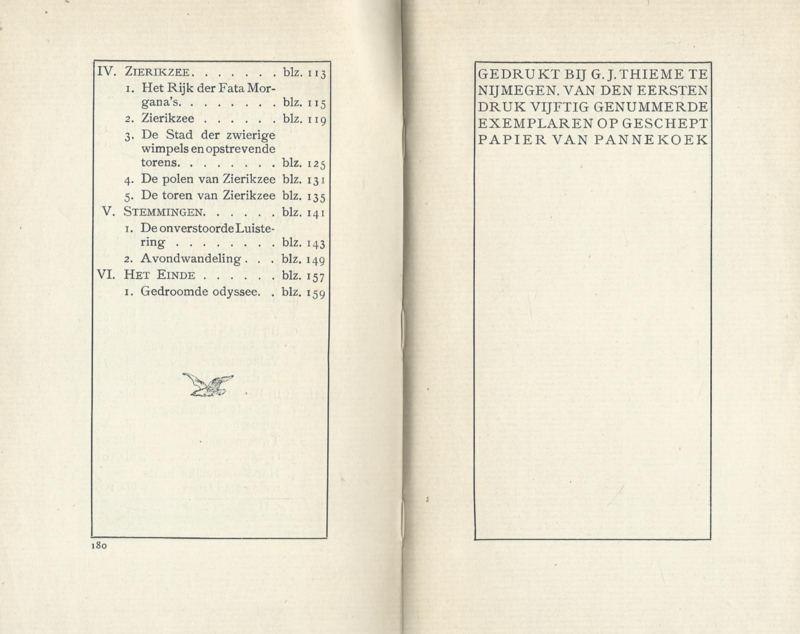 IV. ZIERIKZEE. . . . . . . blz. 113
1. Het Rijk der Fata Mor-
gana's. . . . . . . . blz. 115
2. Zierikzee . . . . . . blz. 119
3. De Stad der zwierige
wimpels en opstrevende
torens. . . . . . . . blz. 125
4. De polen van Zierikzee blz. 131
5. De toren van Zierikzee blz. 135
V. STEMMINGEN. . . . . . blz. 141
1. De onverstoorde Luiste-
ring . . . . . . . . blz. 143
2. Avondwandeling . . . blz. 149
VI. HET EINDE . . . . . . blz. 157
1. Gedroomde odyssee. . blz. 159
180
GEDRUKT BIJ G. J. THIEME TE
NIJMEGEN. VAN DEN EERSTEN
DRUK VIJFTIG GENUMMERDE
EXEMPLAREN OP GESCHEPT
PAPIER VAN PANNEKOEK